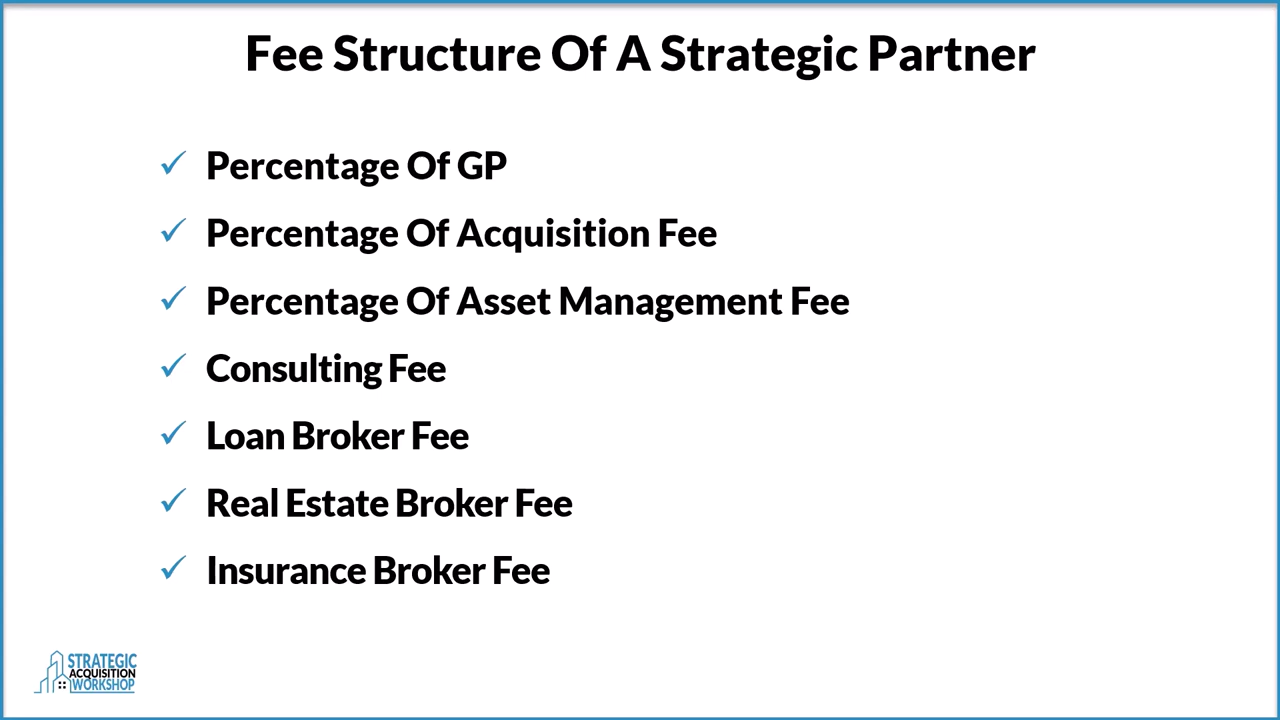 Fee Structure Of A Strategic Partner
✓ Percentage Of GP
✓ Percentage Of Acquisition Fee
✓ Percentage Of Asset Management Fee
✓ Consulting Fee
✓ Loan Broker Fee
✓ Real Estate Broker Fee
✓ Insurance Broker Fee
STRATEGIC
ACQUISITION
WORKSHOP